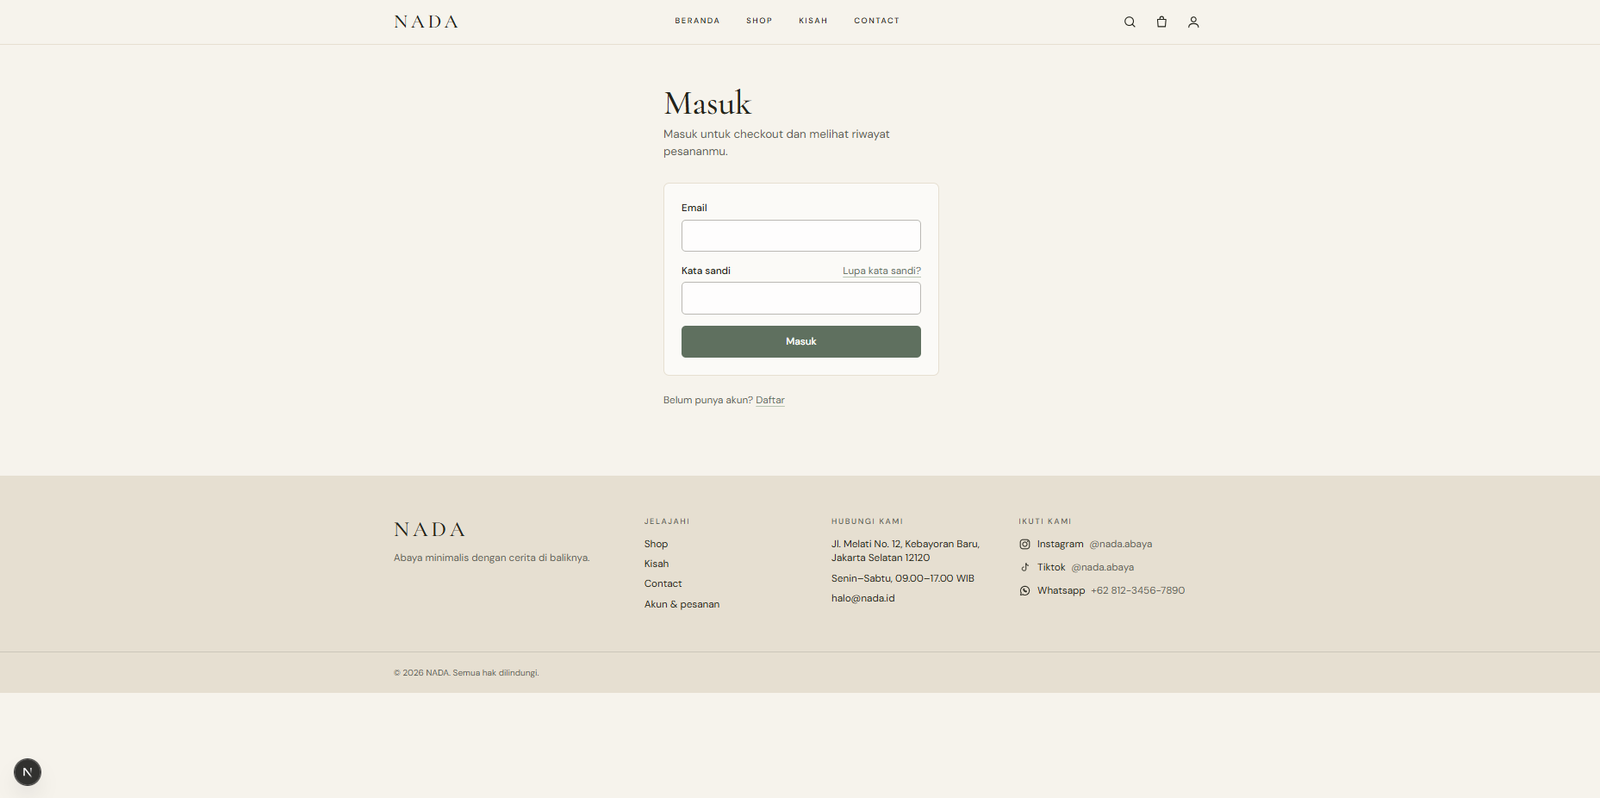 NADA
BERANDA
SHOP
KISAH
CONTACT
Masuk
Masuk untuk checkout dan melihat riwayat
pesananmu.
Email
Kata sandi
Lupa kata sandi?
Masuk
Belum punya akun? Daftar
NADA
Abaya minimalis dengan cerita di baliknya.
JELAJAHI
Shop
Kisah
Contact
Akun & pesanan
HUBUNGI KAMI
Jl. Melati No. 12, Kebayoran Baru,
Jakarta Selatan 12120
Senin–Sabtu, 09.00–17.00 WIB
halo@nada.id
IKUTI KAMI
Instagram @nada.abaya
Tiktok @nada.abaya
Whatsapp +62 812-3456-7890
© 2026 NADA. Semua hak dilindungi.
N